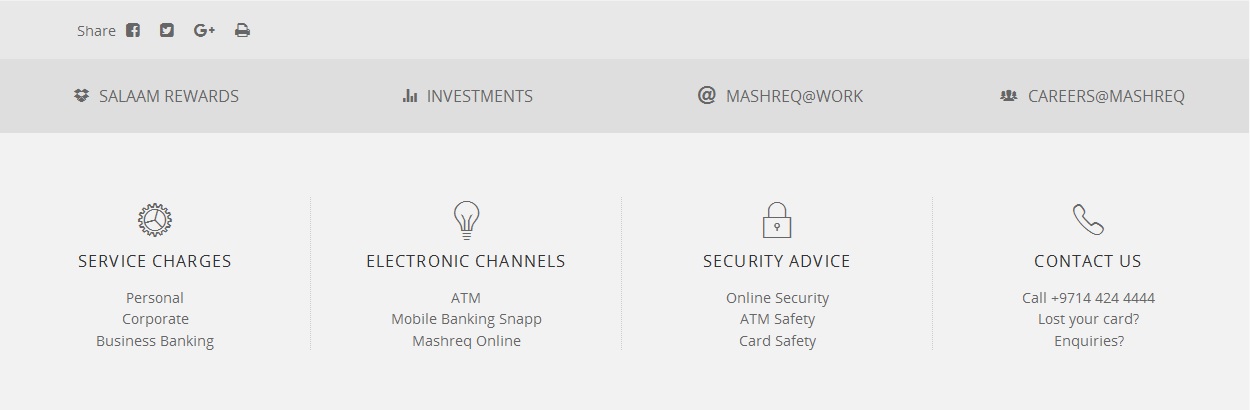 Share
SALAAM REWARDS
INVESTMENTS
MASHREQ@WORK
CAREERS@MASHREQ
SERVICE CHARGES
Personal
Corporate
Business Banking
ELECTRONIC CHANNELS
ATM
Mobile Banking Snapp
Mashreq Online
SECURITY ADVICE
Online Security
ATM Safety
Card Safety
CONTACT US
Call +9714 424 4444
Lost your card?
Enquiries?